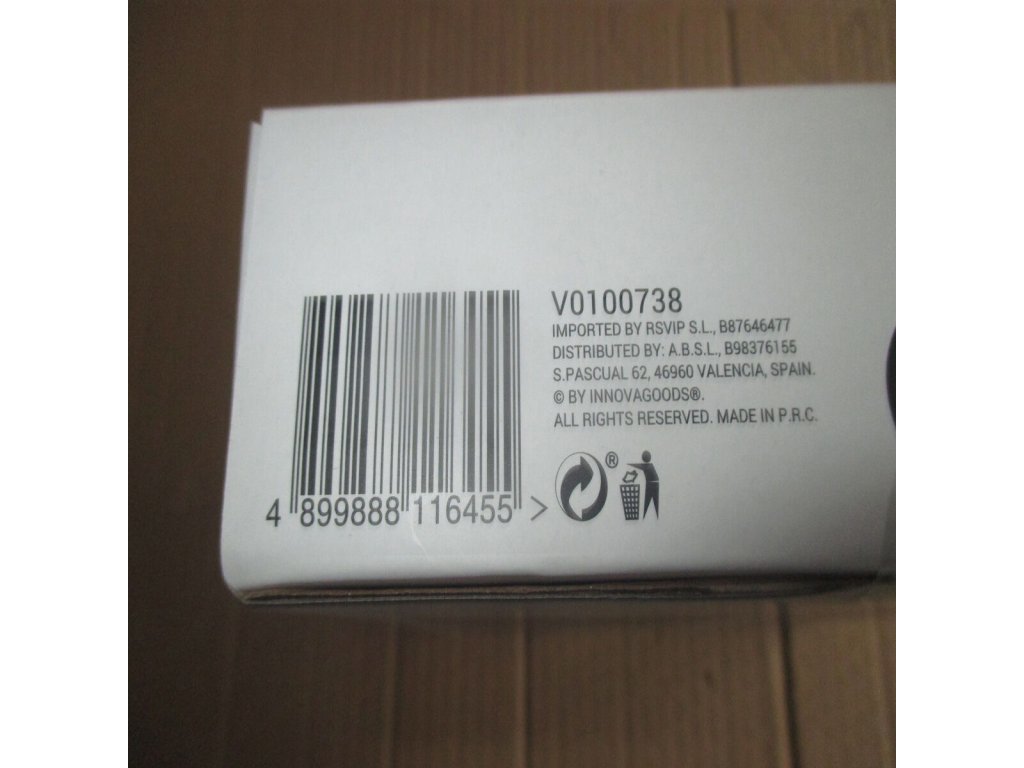 V0100738
IMPORTED BY RSVIP S.L., B87646477
DISTRIBUTED BY: A.B.S.L., B98376155
S.PASCUAL 62, 46960 VALENCIA, SPAIN.
© BY INNOVAGOODS®.
ALL RIGHTS RESERVED. MADE IN P.R.C.
®
4 899888 116455 >